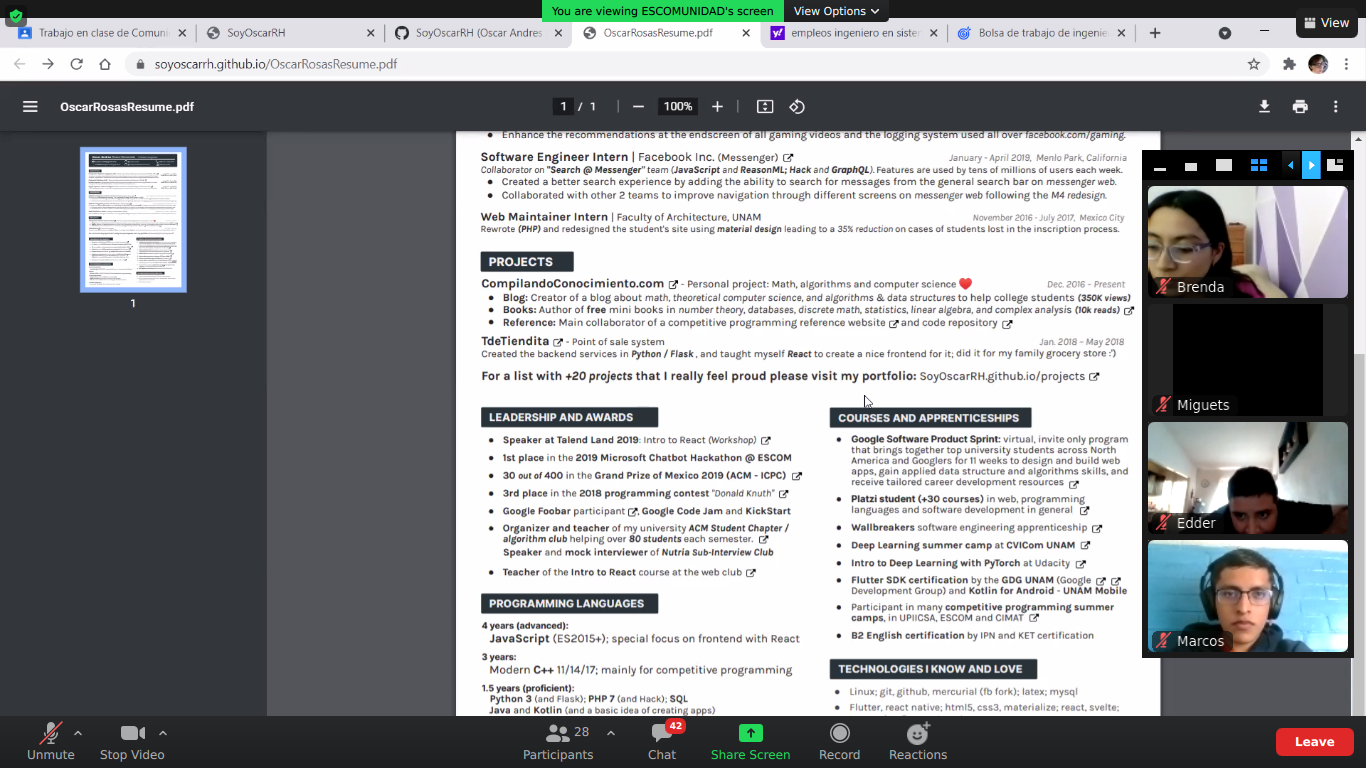 You are viewing ESCOMUNIDAD's screen
View Options
View
Trabajo en clase de Comuni
SoyOscarRH
SoyOscarRH (Oscar Andres
OscarRosasResume.pdf
empleos ingeniero en sister
Bolsa de trabajo de ingenie
soyoscarrh.github.io/OscarRosasResume.pdf
OscarRosasResume.pdf
1 / 1
100%
1
Enhance the recommendations at the endscreen of all gaming videos and the logging system used all over facebook.com/gaming.
Software Engineer Intern | Facebook Inc. (Messenger)
January - April 2019, Menlo Park, California
Collaborator on "Search @ Messenger" team (JavaScript and ReasonML; Hack and GraphQL). Features are used by tens of millions of users each week.
● Created a better search experience by adding the ability to search for messages from the general search bar on messenger web.
● Collaborated with other 2 teams to improve navigation through different screens on messenger web following the M4 redesign.
Web Maintainer Intern | Faculty of Architecture, UNAM
November 2016 - July 2017, Mexico City
Rewrote (PHP) and redesigned the student's site using material design leading to a 35% reduction on cases of students lost in the inscription process.
PROJECTS
CompilandoConocimiento.com - Personal project: Math, algorithms and computer science ❤
Dec. 2016 - Present
● Blog: Creator of a blog about math, theoretical computer science, and algorithms & data structures to help college students (350K views)
● Books: Author of free mini books in number theory, databases, discrete math, statistics, linear algebra, and complex analysis (10k reads)
● Reference: Main collaborator of a competitive programming reference website and code repository
TdeTiendita - Point of sale system
Jan. 2018 - May 2018
Created the backend services in Python / Flask , and taught myself React to create a nice frontend for it; did it for my family grocery store :')
For a list with +20 projects that I really feel proud please visit my portfolio: SoyOscarRH.github.io/projects
LEADERSHIP AND AWARDS
● Speaker at Talend Land 2019: Intro to React (Workshop)
● 1st place in the 2019 Microsoft Chatbot Hackathon @ ESCOM
● 30 out of 400 in the Grand Prize of Mexico 2019 (ACM - ICPC)
● 3rd place in the 2018 programming contest "Donald Knuth"
● Google Foobar participant , Google Code Jam and KickStart
● Organizer and teacher of my university ACM Student Chapter /
algorithm club helping over 80 students each semester.
Speaker and mock interviewer of Nutria Sub-Interview Club
● Teacher of the Intro to React course at the web club
PROGRAMMING LANGUAGES
4 years (advanced):
JavaScript (ES2015+); special focus on frontend with React
3 years:
Modern C++ 11/14/17; mainly for competitive programming
1.5 years (proficient):
Python 3 (and Flask); PHP 7 (and Hack); SQL
Java and Kotlin (and a basic idea of creating apps)
COURSES AND APPRENTICESHIPS
● Google Software Product Sprint: virtual, invite only program
that brings together top university students across North
America and Googlers for 11 weeks to design and build web
apps, gain applied data structure and algorithms skills, and
receive tailored career development resources
● Platzi student (+30 courses) in web, programming
languages and software development in general
● Wallbreakers software engineering apprenticeship
● Deep Learning summer camp at CVICom UNAM
● Intro to Deep Learning with PyTorch at Udacity
● Flutter SDK certification by the GDG UNAM (Google
Development Group) and Kotlin for Android - UNAM Mobile
● Participant in many competitive programming summer
camps, in UPIICSA, ESCOM and CIMAT
● B2 English certification by IPN and KET certification
TECHNOLOGIES I KNOW AND LOVE
● Linux; git, github, mercurial (fb fork); latex; mysql
● Flutter, react native; html5, css3, materialize; react, svelte;
Brenda
Miguets
Edder
Marcos
Unmute
Stop Video
Participants
28
Chat
42
Share Screen
Record
Reactions
Leave